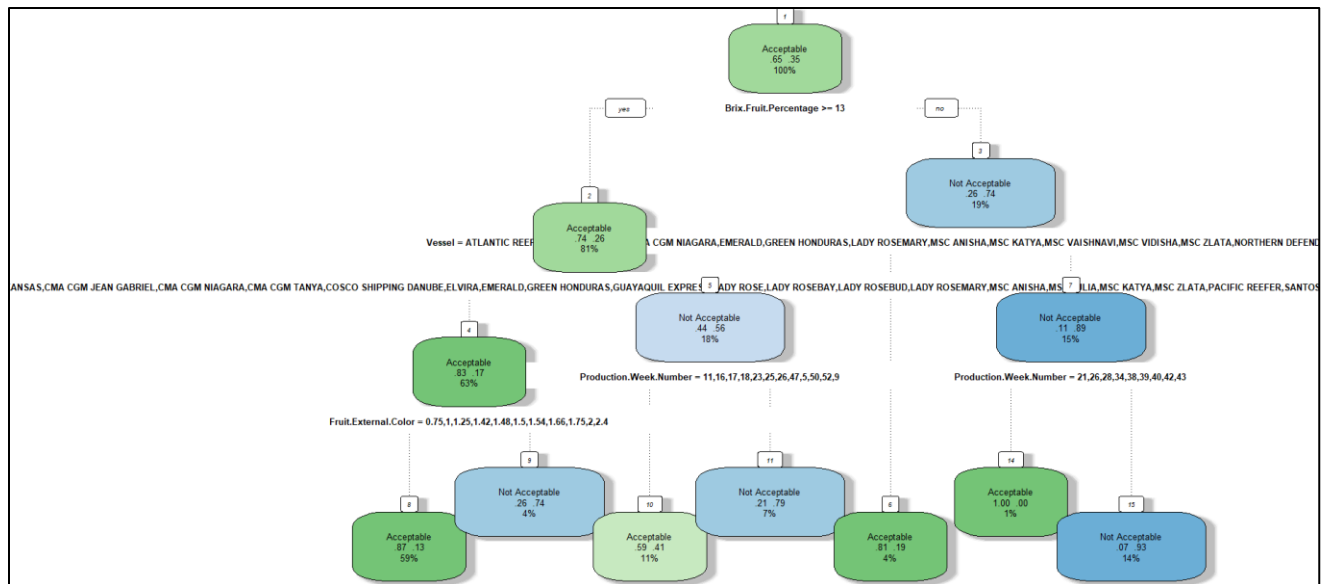 1
Acceptable
.65 .35
100%
yes
Brix.Fruit.Percentage >= 13
no
3
Not Acceptable
.26 .74
19%
2
Acceptable
.74 .26
81%
Vessel = ATLANTIC REEF A CGM NIAGARA,EMERALD,GREEN HONDURAS,LADY ROSEMARY,MSC ANISHA,MSC KATYA,MSC VAISHNAVI,MSC VIDISHA,MSC ZLATA,NORTHERN DEFEND
ANSAS,CMA CGM JEAN GABRIEL,CMA CGM NIAGARA,CMA CGM TANYA,COSCO SHIPPING DANUBE,ELVIRA,EMERALD,GREEN HONDURAS,GUAYAQUIL EXPRES ADY ROSE,LADY ROSEBAY,LADY ROSEBUD,LADY ROSEMARY,MSC ANISHA,MS LIA,MSC KATYA,MSC ZLATA,PACIFIC REEFER,SANTOS
5
Not Acceptable
.44 .56
18%
7
Not Acceptable
.11 .89
15%
4
Acceptable
.83 .17
63%
Production.Week.Number = 11,16,17,18,23,25,26,47,5,50,52,9
Production.Week.Number = 21,26,28,34,38,39,40,42,43
Fruit.External.Color = 0.75,1,1.25,1.42,1.48,1.5,1.54,1.66,1.75,2,2.4
8
Acceptable
.87 .13
59%
9
Not Acceptable
.26 .74
4%
10
Acceptable
.59 .41
11%
11
Not Acceptable
.21 .79
7%
6
Acceptable
.81 .19
4%
14
Acceptable
1.00 .00
1%
15
Not Acceptable
.07 .93
14%